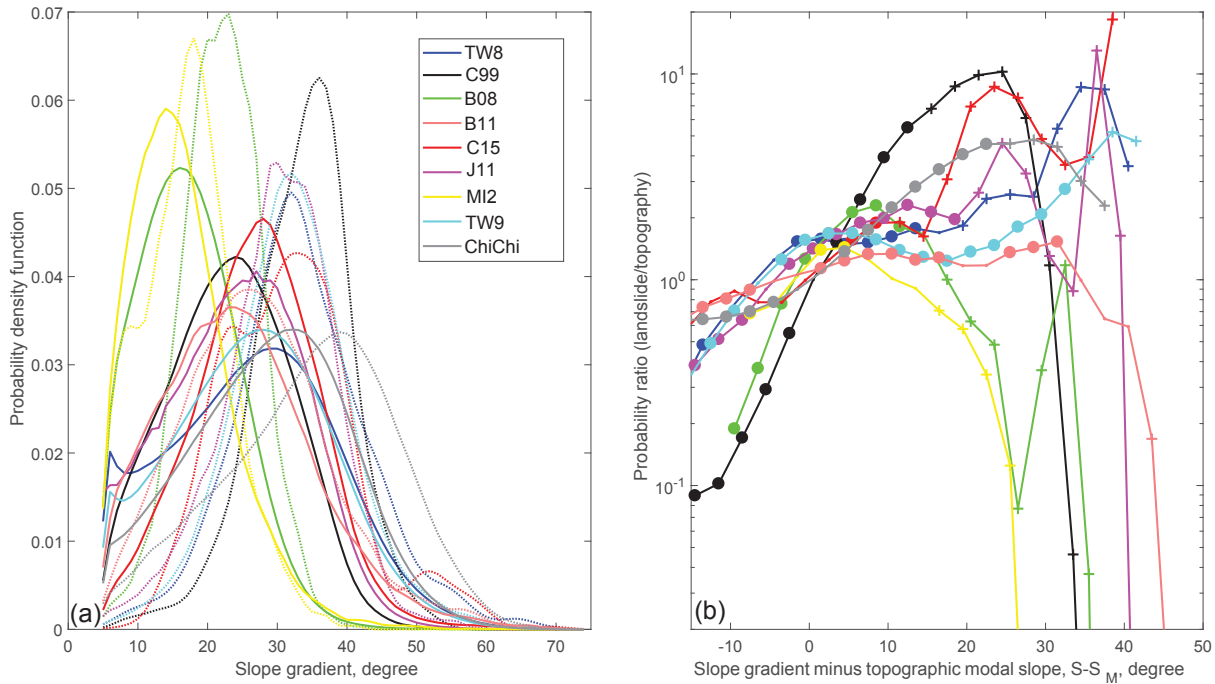 0.07
0.06
0.05
0.04
0.03
0.02
0.01
0
Probability density function
0 10 20 30 40 50 60 70
Slope gradient, degree
(a)
TW8
C99
B08
B11
C15
J11
MI2
TW9
ChiChi
10^1
10^0
10^-1
Probability ratio (landslide/topography)
-10 0 10 20 30 40 50
Slope gradient minus topographic modal slope, S-S_M, degree
(b)